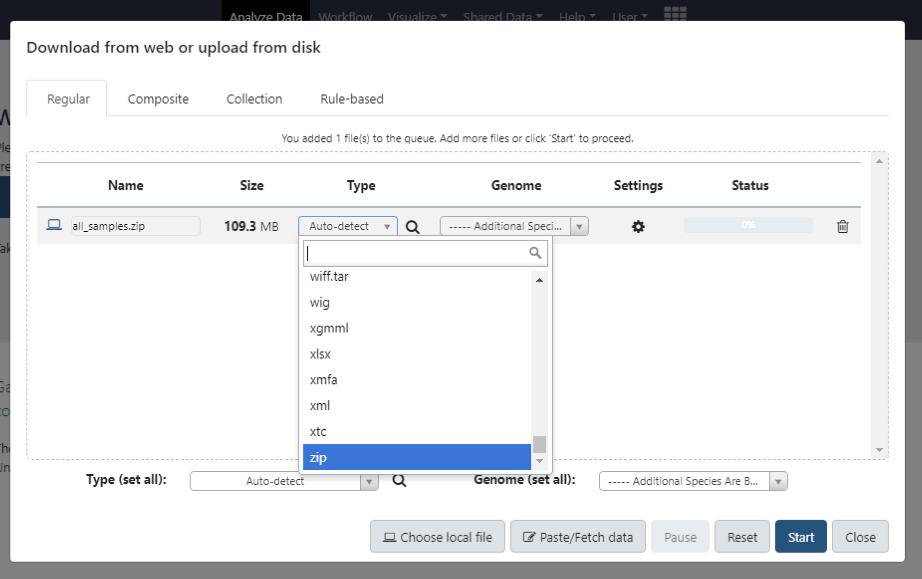 Analyze Data Workflow Visualize Shared Data Help User
Download from web or upload from disk
Regular Composite Collection Rule-based
You added 1 file(s) to the queue. Add more files or click 'Start' to proceed.
Name Size Type Genome Settings Status
all_samples.zip 109.3 MB Auto-detect ----- Additional Speci... 0%
wiff.tar
wig
xgmml
xlsx
xmfa
xml
xtc
zip
Type (set all): Auto-detect Genome (set all): ----- Additional Species Are B...
Choose local file Paste/Fetch data Pause Reset Start Close